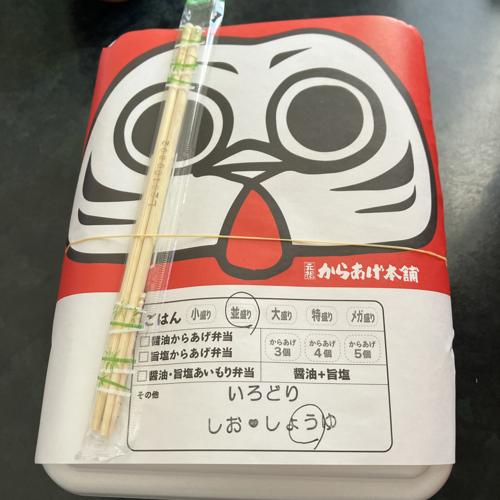 元祖 からあげ本舗
ごはん 小盛り 並盛り 大盛り 特盛り メガ盛り
醤油からあげ弁当
旨塩からあげ弁当
からあげ3個 からあげ4個 からあげ5個
醤油・旨塩あいもり弁当 醤油+旨塩
その他 いろどり
しお しょうゆ